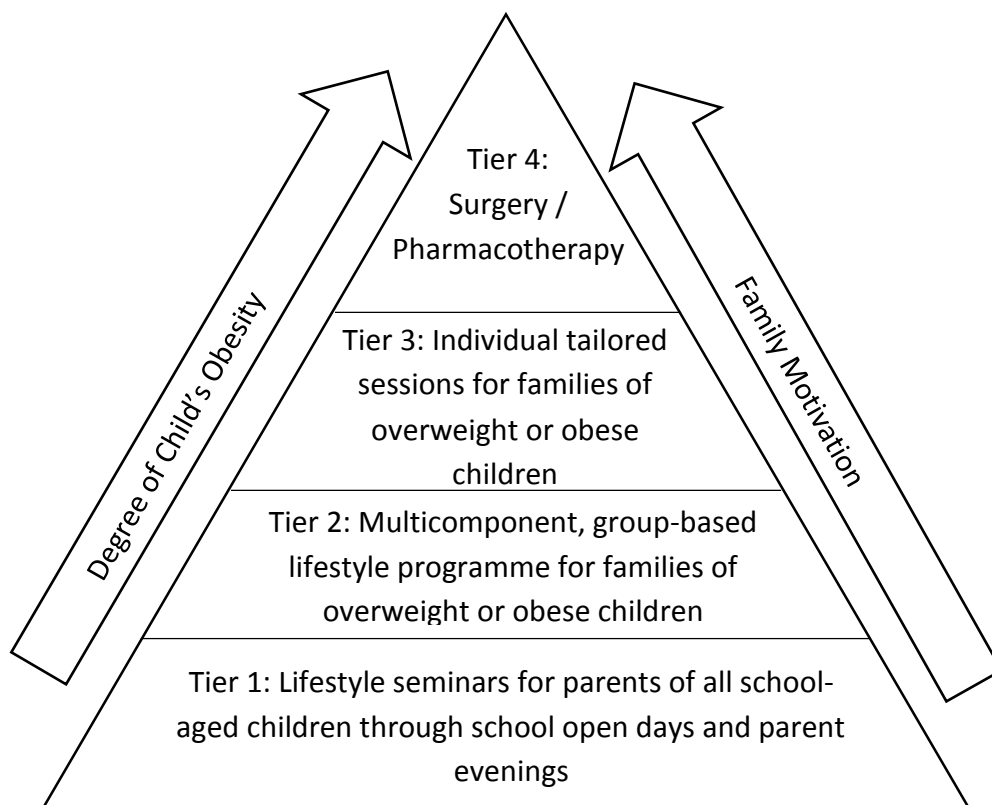 Tier 4:
Surgery /
Pharmacotherapy
Degree of Child's Obesity
Family Motivation
Tier 3: Individual tailored
sessions for families of
overweight or obese
children
Tier 2: Multicomponent, group-based
lifestyle programme for families of
overweight or obese children
Tier 1: Lifestyle seminars for parents of all school-
aged children through school open days and parent
evenings